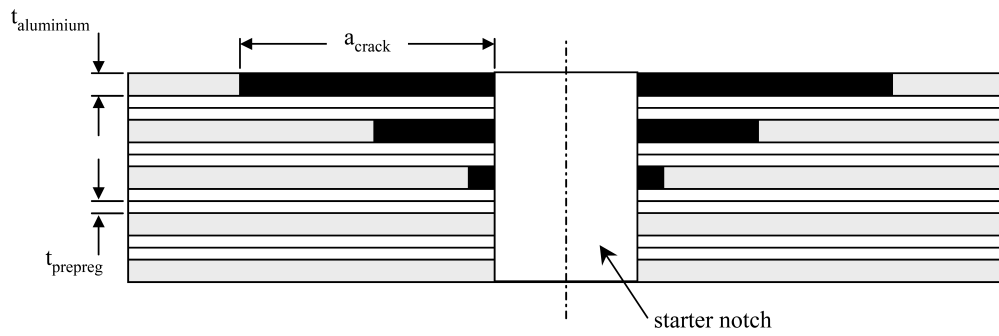 t_aluminium
a_crack
t_prepreg
starter notch